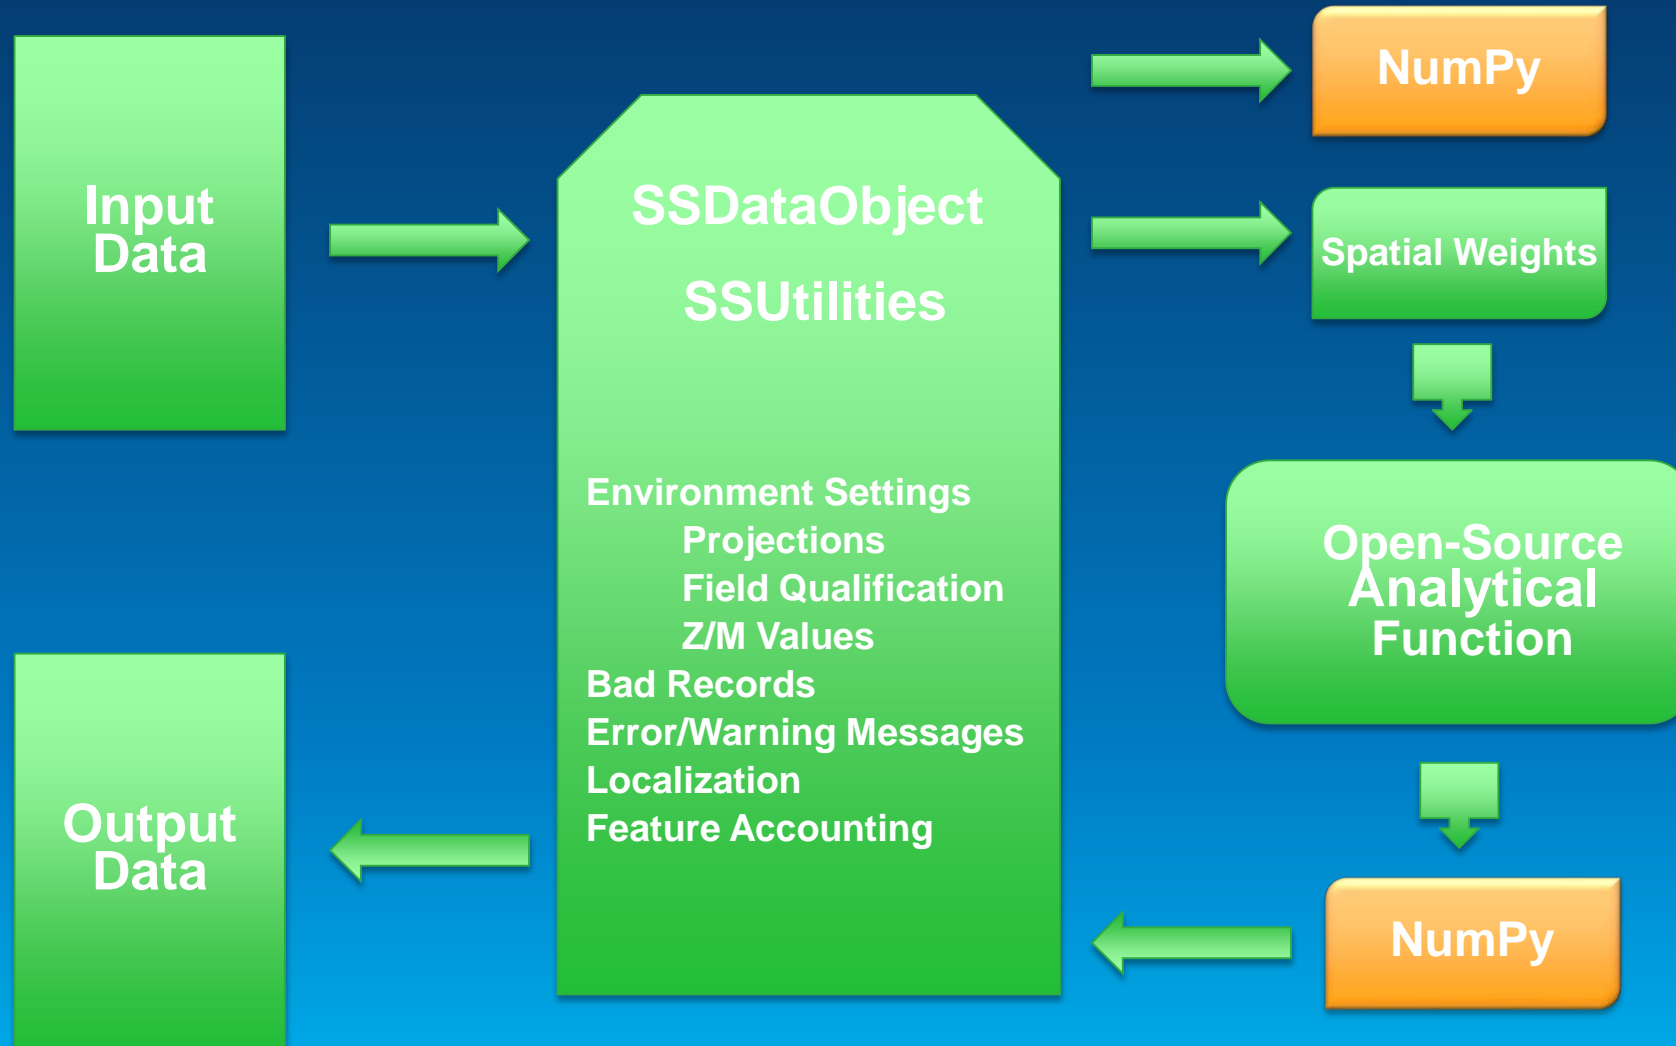 Input
Data
SSDataObject
SSUtilities
Environment Settings
Projections
Field Qualification
Z/M Values
Bad Records
Error/Warning Messages
Localization
Feature Accounting
NumPy
Spatial Weights
Open-Source
Analytical
Function
NumPy
Output
Data